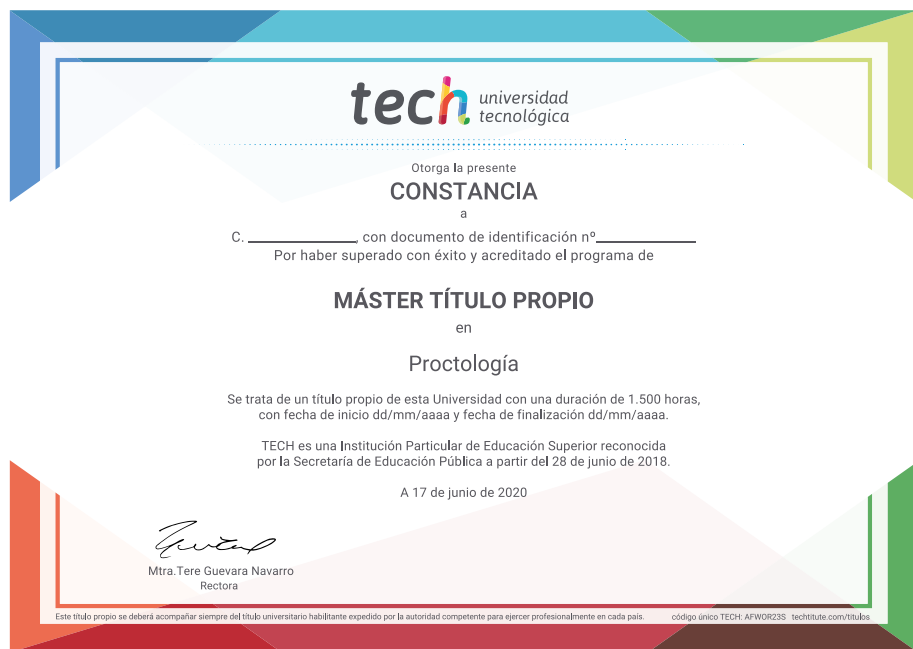 tech universidad
tecnológica
Otorga la presente
CONSTANCIA
a
C. ____________, con documento de identificación nº____________
Por haber superado con éxito y acreditado el programa de
MÁSTER TÍTULO PROPIO
en
Proctología
Se trata de un título propio de esta Universidad con una duración de 1.500 horas,
con fecha de inicio dd/mm/aaaa y fecha de finalización dd/mm/aaaa.
TECH es una Institución Particular de Educación Superior reconocida
por la Secretaría de Educación Pública a partir del 28 de junio de 2018.
A 17 de junio de 2020
Mtra.Tere Guevara Navarro
Rectora
Este título propio se deberá acompañar siempre del título universitario habilitante expedido por la autoridad competente para ejercer profesionalmente en cada país. código único TECH: AFWOR23S techtitute.com/titulos